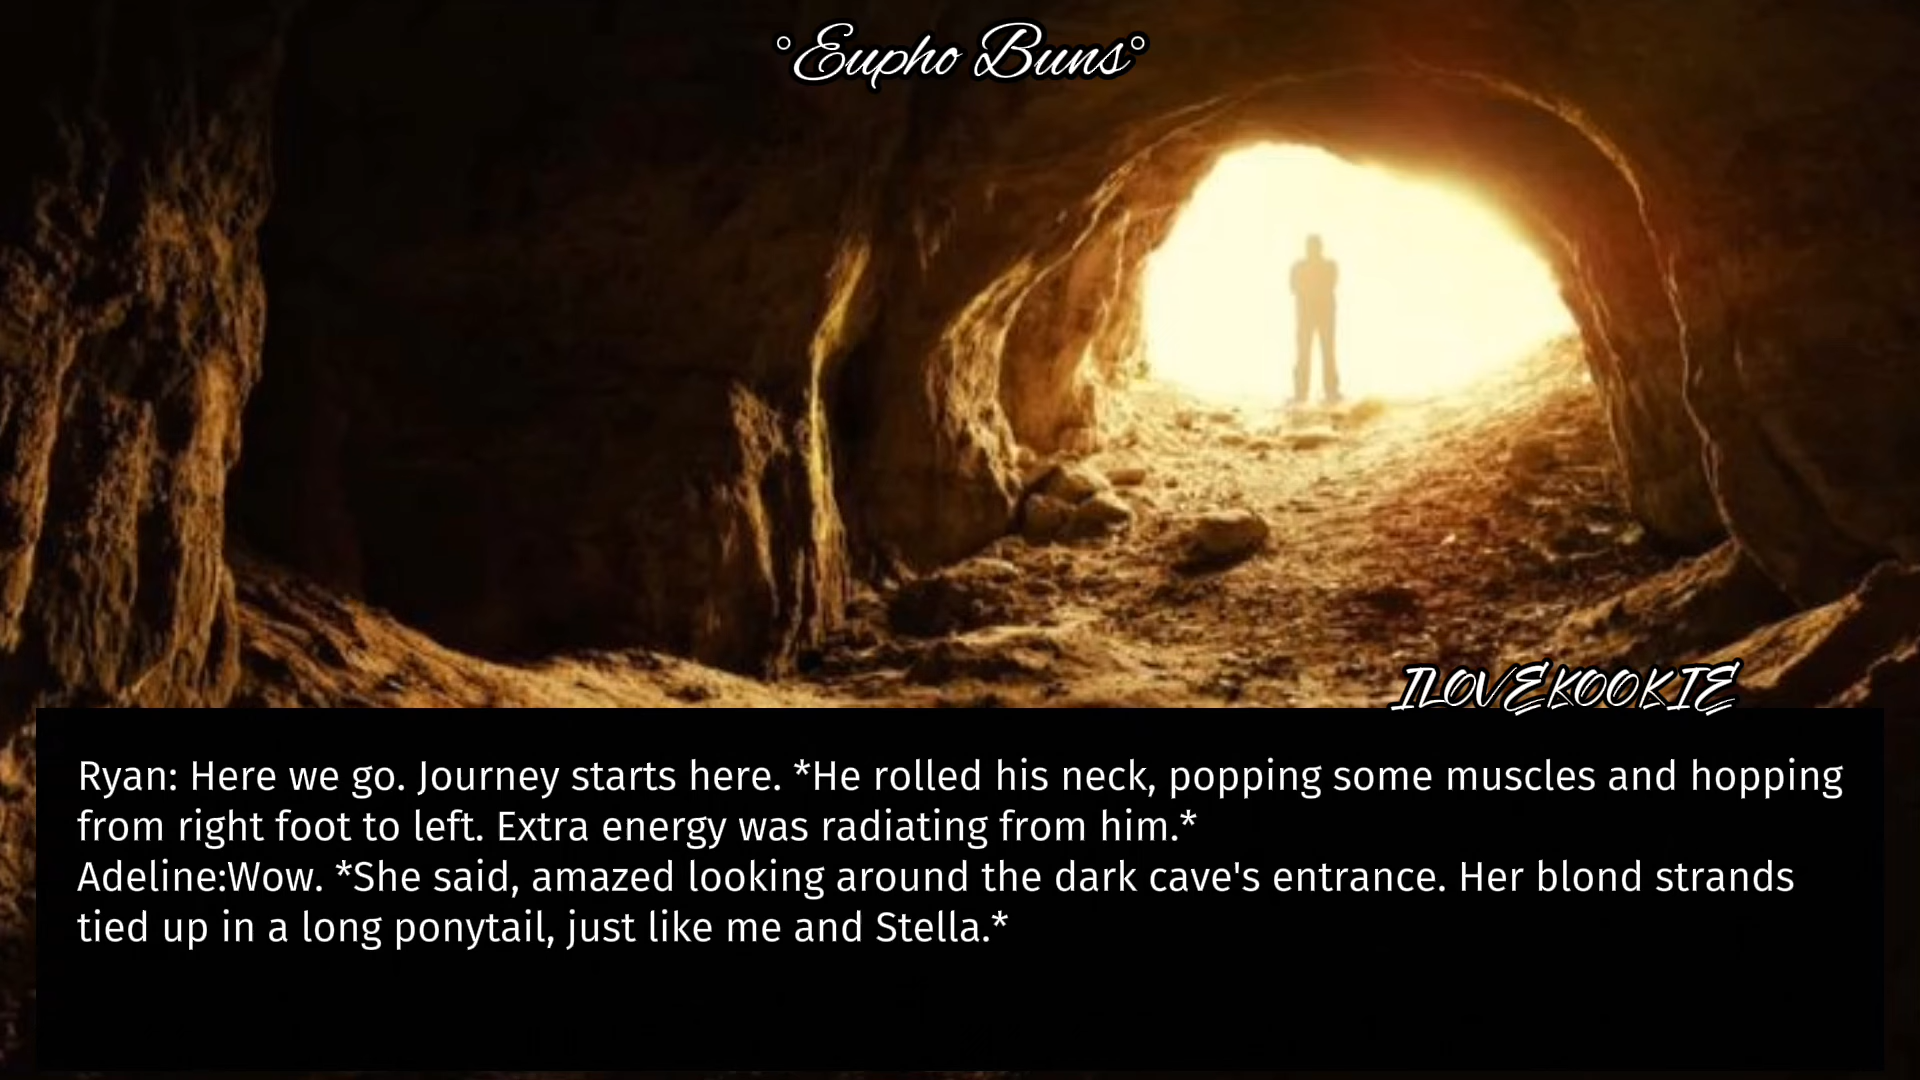 °Eupho Buns°
ILOVEKOOKIE
Ryan: Here we go. Journey starts here. *He rolled his neck, popping some muscles and hopping
from right foot to left. Extra energy was radiating from him.*
Adeline:Wow. *She said, amazed looking around the dark cave's entrance. Her blond strands
tied up in a long ponytail, just like me and Stella.*